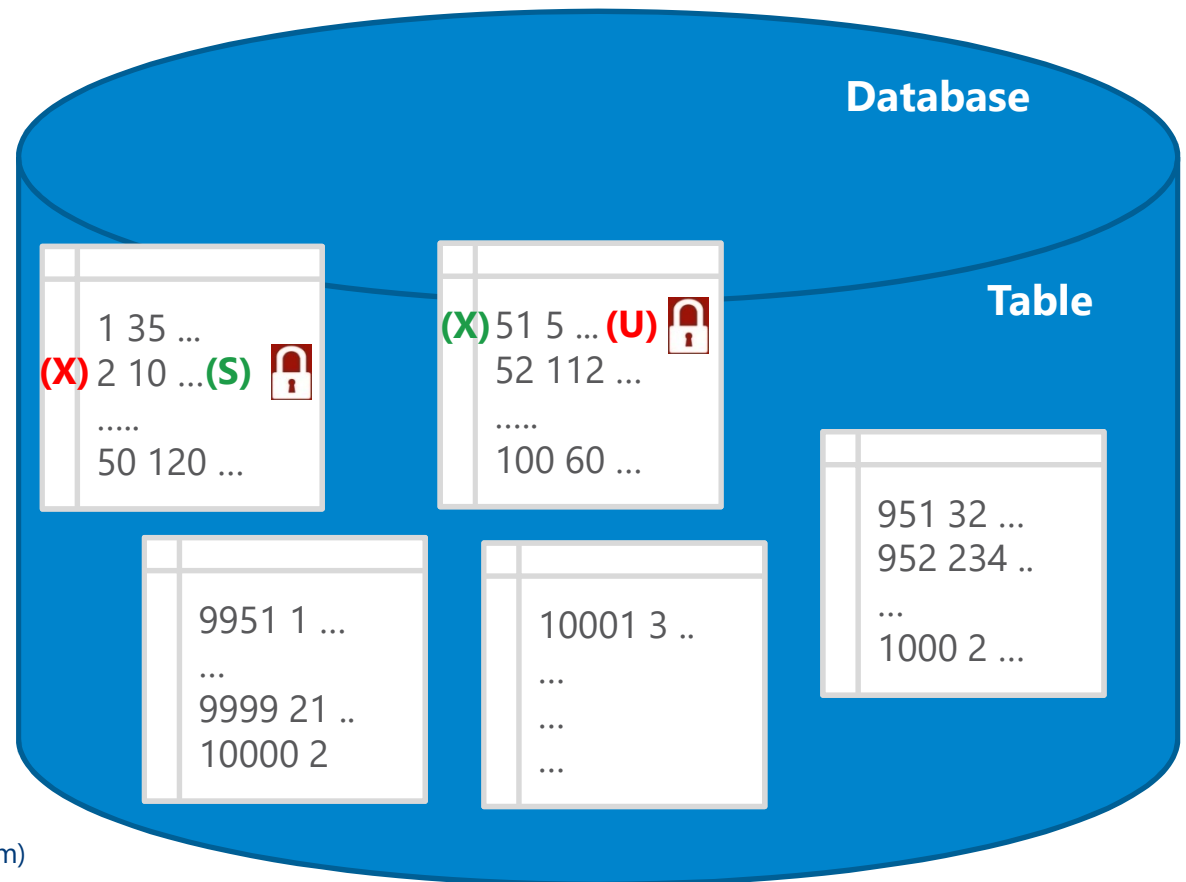 Database
Table
1 35 ...
(X) 2 10 ...(S)
.....
50 120 ...
(X) 51 5 ... (U)
52 112 ...
.....
100 60 ...
951 32 ...
952 234 ..
...
1000 2 ...
9951 1 ...
...
9999 21 ..
10000 2
10001 3 ..
...
...
...
m)